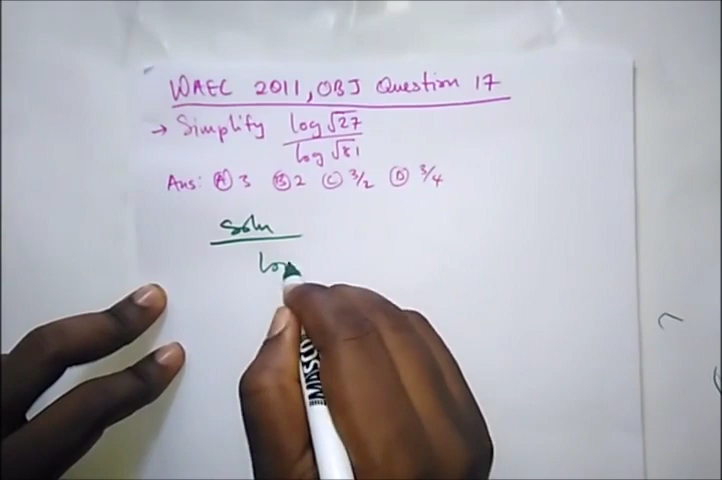 WAEC 2011, OBJ Question 17
→ Simplify log√27 / log√81
Ans: Ⓐ 3 Ⓑ 2 Ⓒ 3/2 Ⓓ 3/4
Soln
log